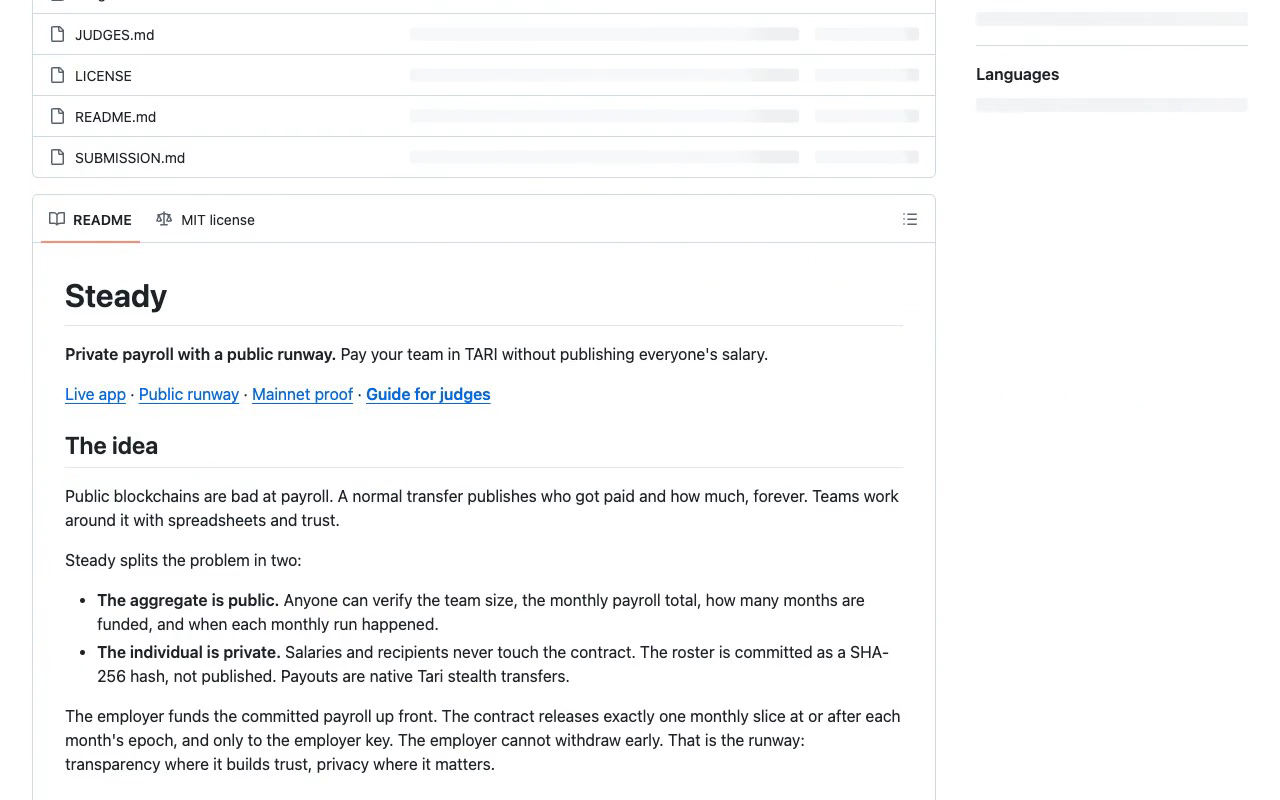 JUDGES.md
LICENSE
README.md
SUBMISSION.md
Languages
README
MIT license
Steady
Private payroll with a public runway. Pay your team in TARI without publishing everyone's salary.
Live app · Public runway · Mainnet proof · Guide for judges
The idea
Public blockchains are bad at payroll. A normal transfer publishes who got paid and how much, forever. Teams work
around it with spreadsheets and trust.
Steady splits the problem in two:
• The aggregate is public. Anyone can verify the team size, the monthly payroll total, how many months are
funded, and when each monthly run happened.
• The individual is private. Salaries and recipients never touch the contract. The roster is committed as a SHA-
256 hash, not published. Payouts are native Tari stealth transfers.
The employer funds the committed payroll up front. The contract releases exactly one monthly slice at or after each
month's epoch, and only to the employer key. The employer cannot withdraw early. That is the runway:
transparency where it builds trust, privacy where it matters.